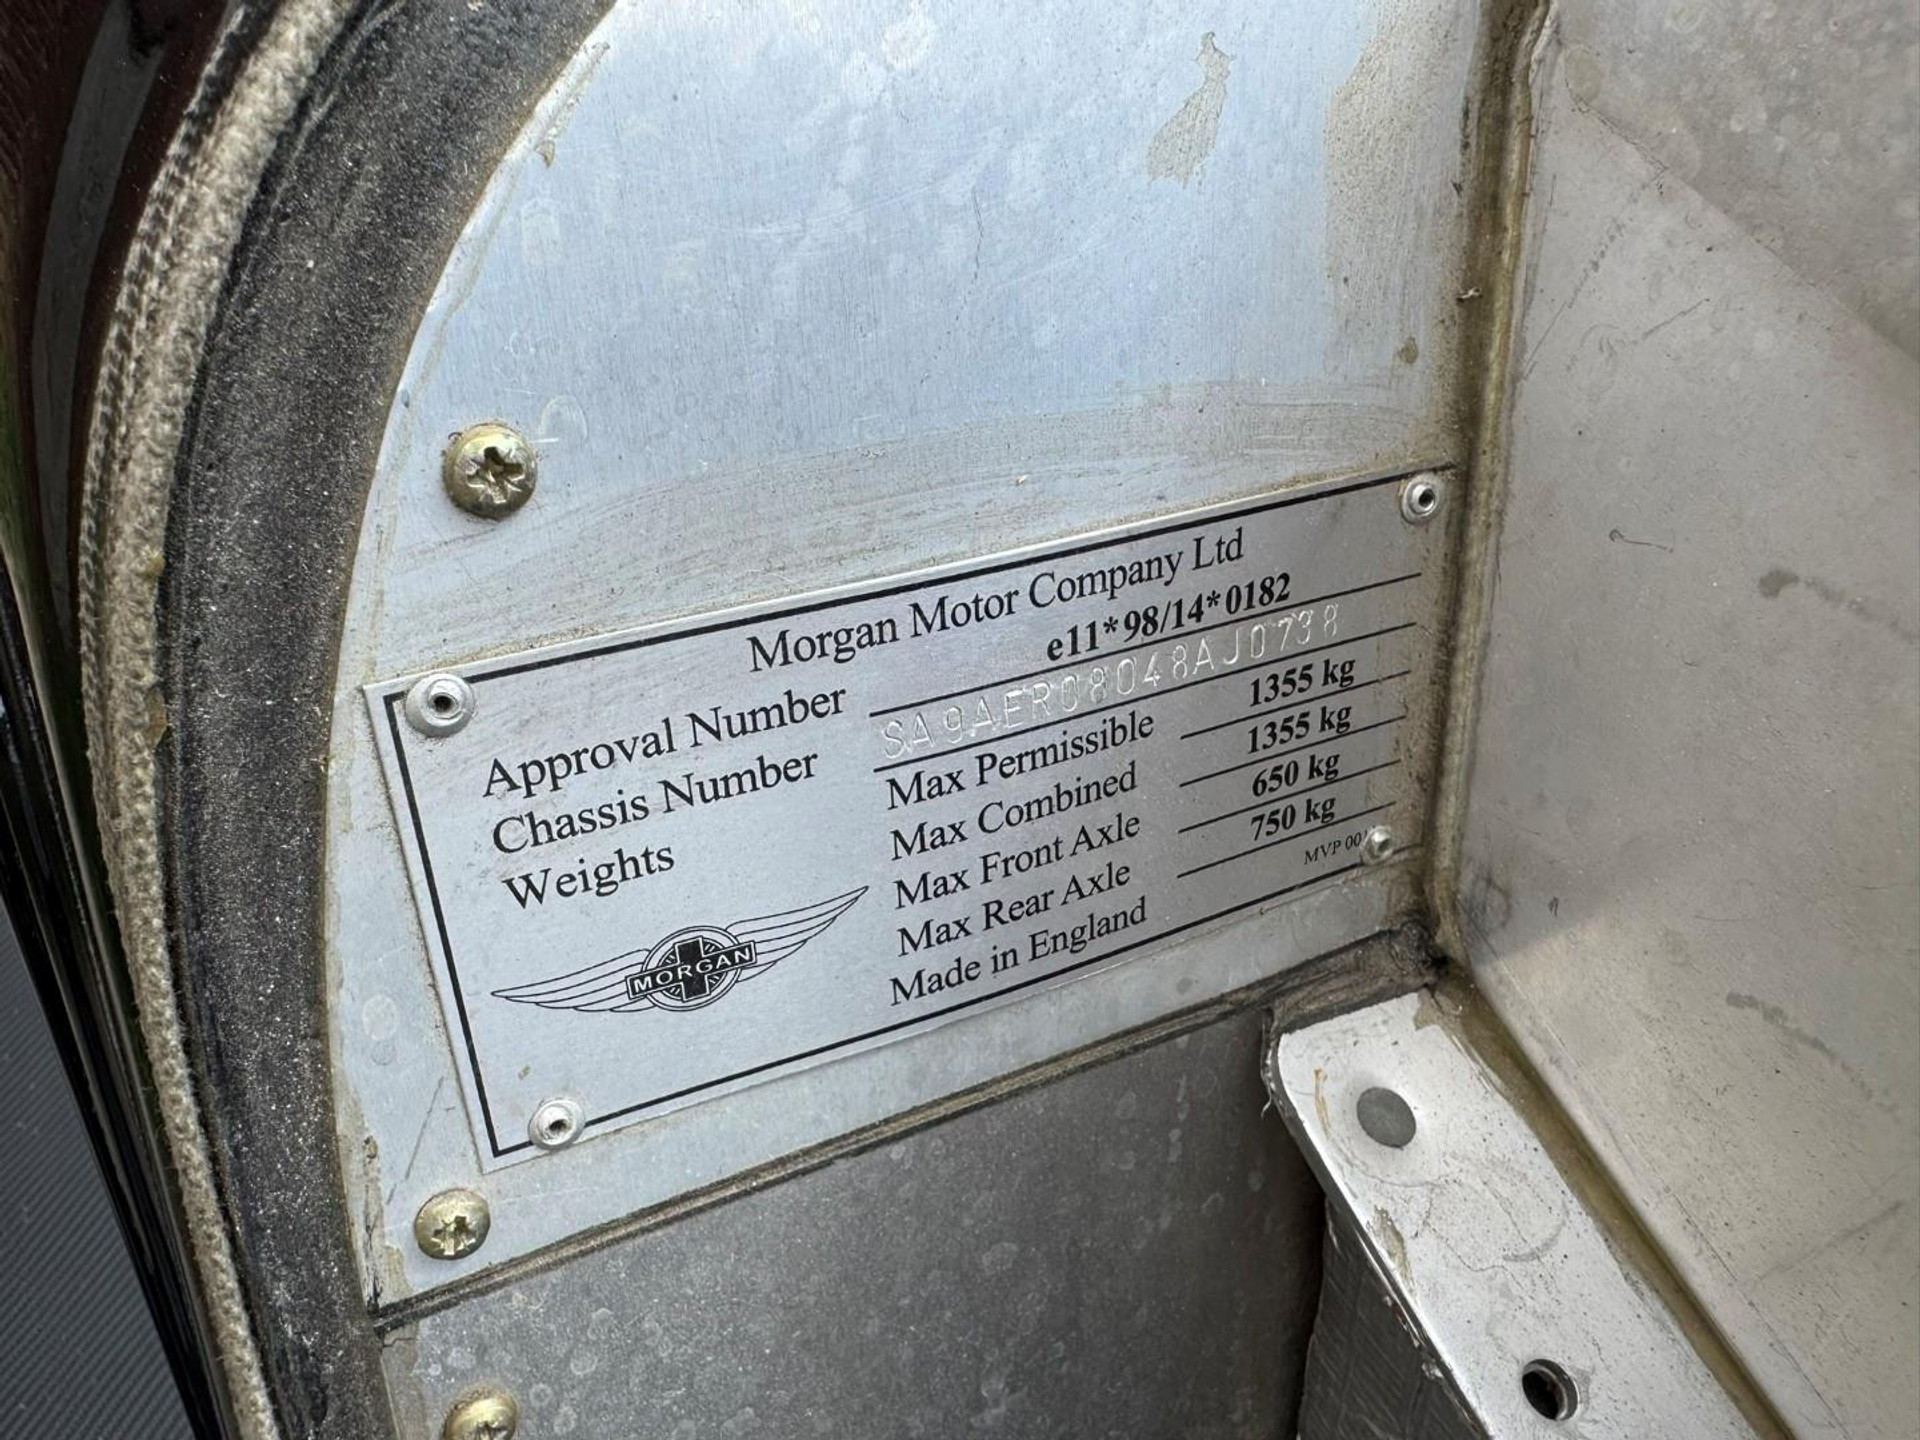 Morgan Motor Company Ltd
Approval Number e11*98/14*0182
Chassis Number SA9AER08048AJ0738
Weights Max Permissible 1355 kg
Max Combined 1355 kg
Max Front Axle 650 kg
Max Rear Axle 750 kg
Made in England
MORGAN
MVP